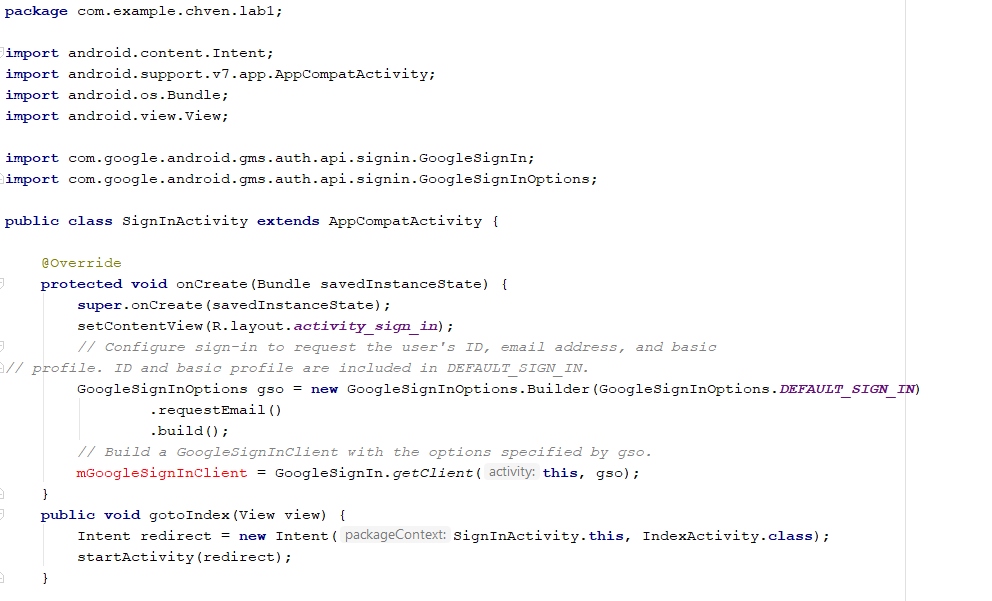 package com.example.chven.lab1;
import android.content.Intent;
import android.support.v7.app.AppCompatActivity;
import android.os.Bundle;
import android.view.View;
import com.google.android.gms.auth.api.signin.GoogleSignIn;
import com.google.android.gms.auth.api.signin.GoogleSignInOptions;
public class SignInActivity extends AppCompatActivity {
@Override
protected void onCreate(Bundle savedInstanceState) {
super.onCreate(savedInstanceState);
setContentView(R.layout.activity_sign_in);
// Configure sign-in to request the user's ID, email address, and basic
// profile. ID and basic profile are included in DEFAULT_SIGN_IN.
GoogleSignInOptions gso = new GoogleSignInOptions.Builder(GoogleSignInOptions.DEFAULT_SIGN_IN)
.requestEmail()
.build();
// Build a GoogleSignInClient with the options specified by gso.
mGoogleSignInClient = GoogleSignIn.getClient( activity: this, gso);
}
public void gotoIndex(View view) {
Intent redirect = new Intent( packageContext: SignInActivity.this, IndexActivity.class);
startActivity(redirect);
}